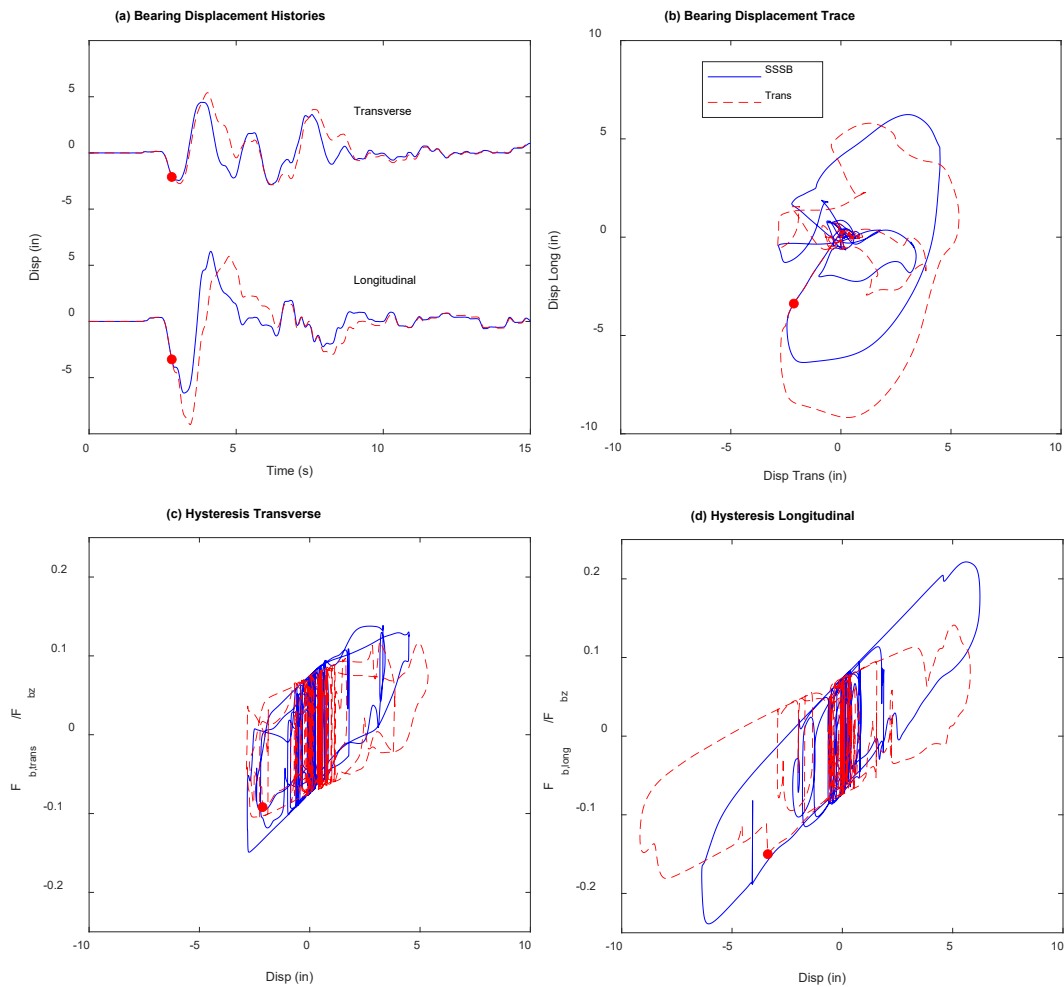 (a) Bearing Displacement Histories
5
0
-5
5
0
-5
Disp (in)
Transverse
Longitudinal
0 5 10 15
Time (s)
(b) Bearing Displacement Trace
10
5
0
-5
-10
Disp Long (in)
SSSB
Trans
-10 -5 0 5 10
Disp Trans (in)
(c) Hysteresis Transverse
0.2
0.1
0
-0.1
-0.2
F b,trans /F bz
-10 -5 0 5 10
Disp (in)
(d) Hysteresis Longitudinal
0.2
0.1
0
-0.1
-0.2
F b,long /F bz
-10 -5 0 5 10
Disp (in)